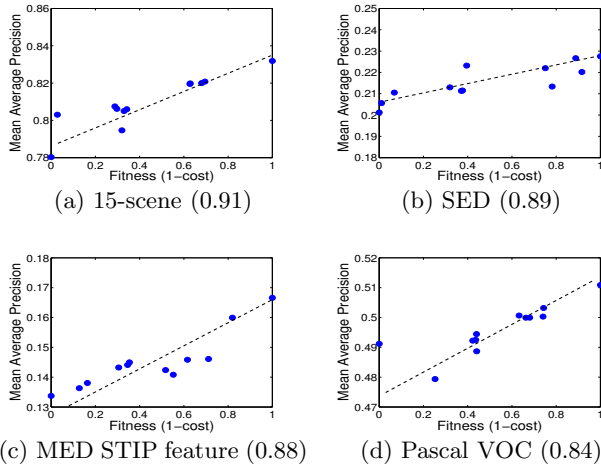 0.86
0.84
0.82
0.8
0.78
Mean Average Precision
0 0.2 0.4 0.6 0.8 1
Fitness (1−cost)
(a) 15-scene (0.91)
0.25
0.24
0.23
0.22
0.21
0.2
0.19
0.18
Mean Average Precision
0 0.2 0.4 0.6 0.8 1
Fitness (1−cost)
(b) SED (0.89)
0.18
0.17
0.16
0.15
0.14
0.13
Mean Average Precision
0 0.2 0.4 0.6 0.8 1
Fitness (1−cost)
(c) MED STIP feature (0.88)
0.52
0.51
0.5
0.49
0.48
0.47
Mean Average Precision
0 0.2 0.4 0.6 0.8 1
Fitness (1−cost)
(d) Pascal VOC (0.84)